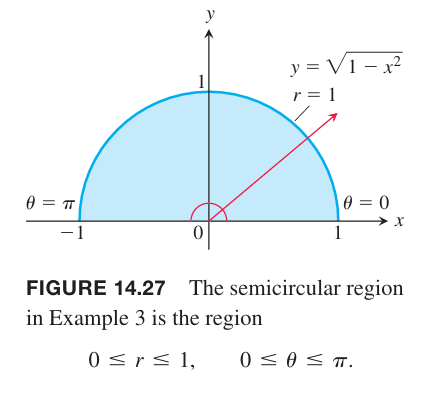 y
y = √1 − x²
1
r = 1
θ = π
θ = 0
x
−1
0
1
FIGURE 14.27 The semicircular region
in Example 3 is the region
0 ≤ r ≤ 1, 0 ≤ θ ≤ π.